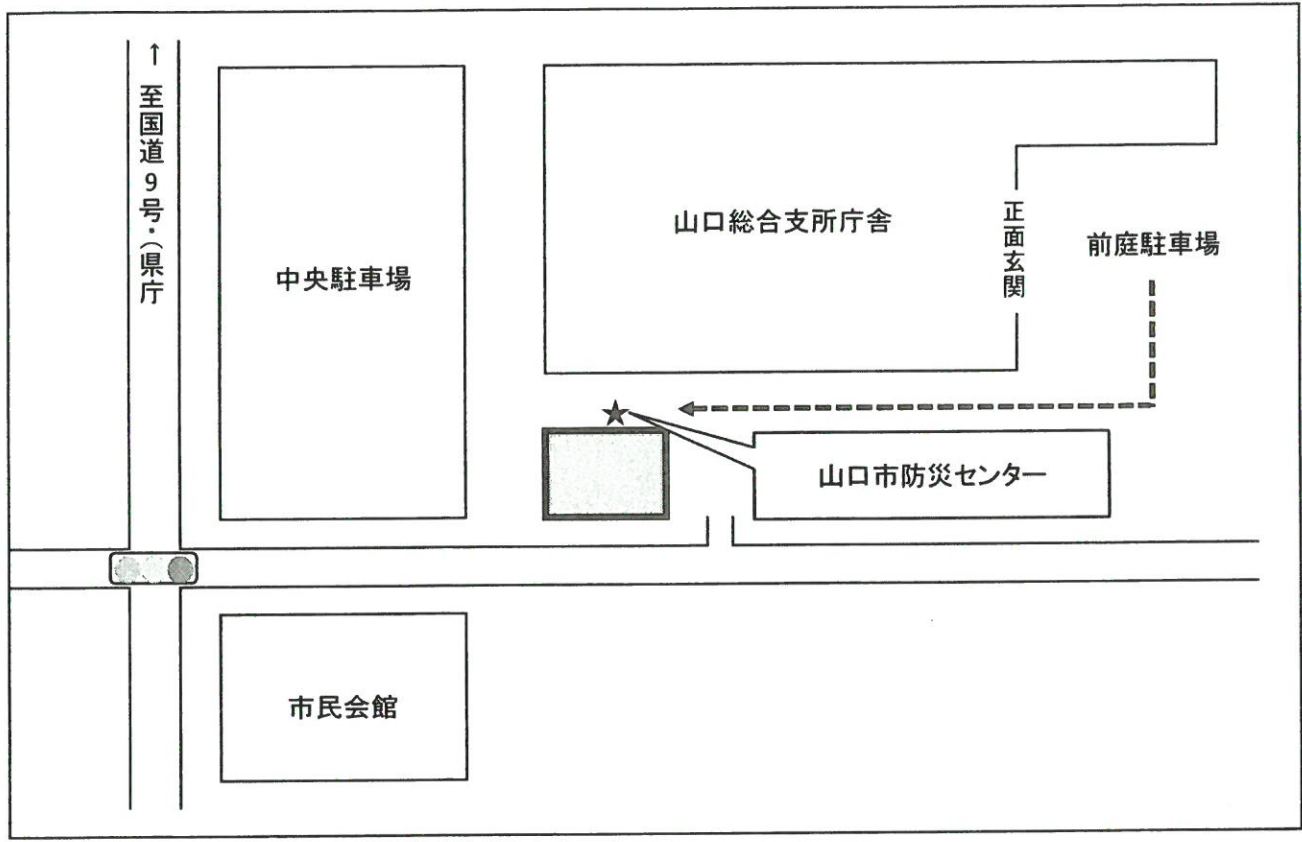 ↑至国道9号・(県庁
中央駐車場
山口総合支所庁舎
正面玄関
前庭駐車場
山口市防災センター
市民会館